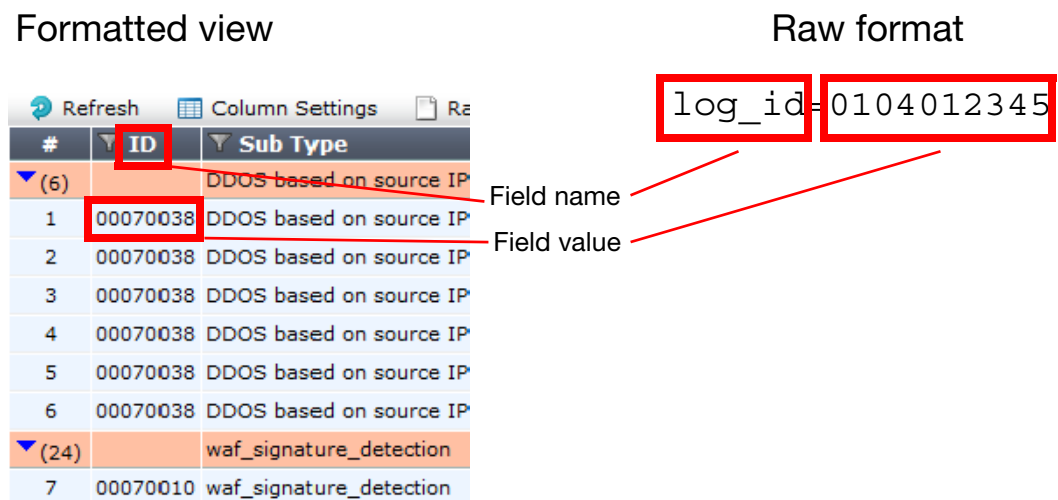 Formatted view
Raw format
Refresh Column Settings Ra
log_id=0104012345
# ID Sub Type
(6) DDOS based on source IP
1 00070038 DDOS based on source IP
2 00070038 DDOS based on source IP
3 00070038 DDOS based on source IP
4 00070038 DDOS based on source IP
5 00070038 DDOS based on source IP
6 00070038 DDOS based on source IP
(24) waf_signature_detection
7 00070010 waf_signature_detection
Field name
Field value